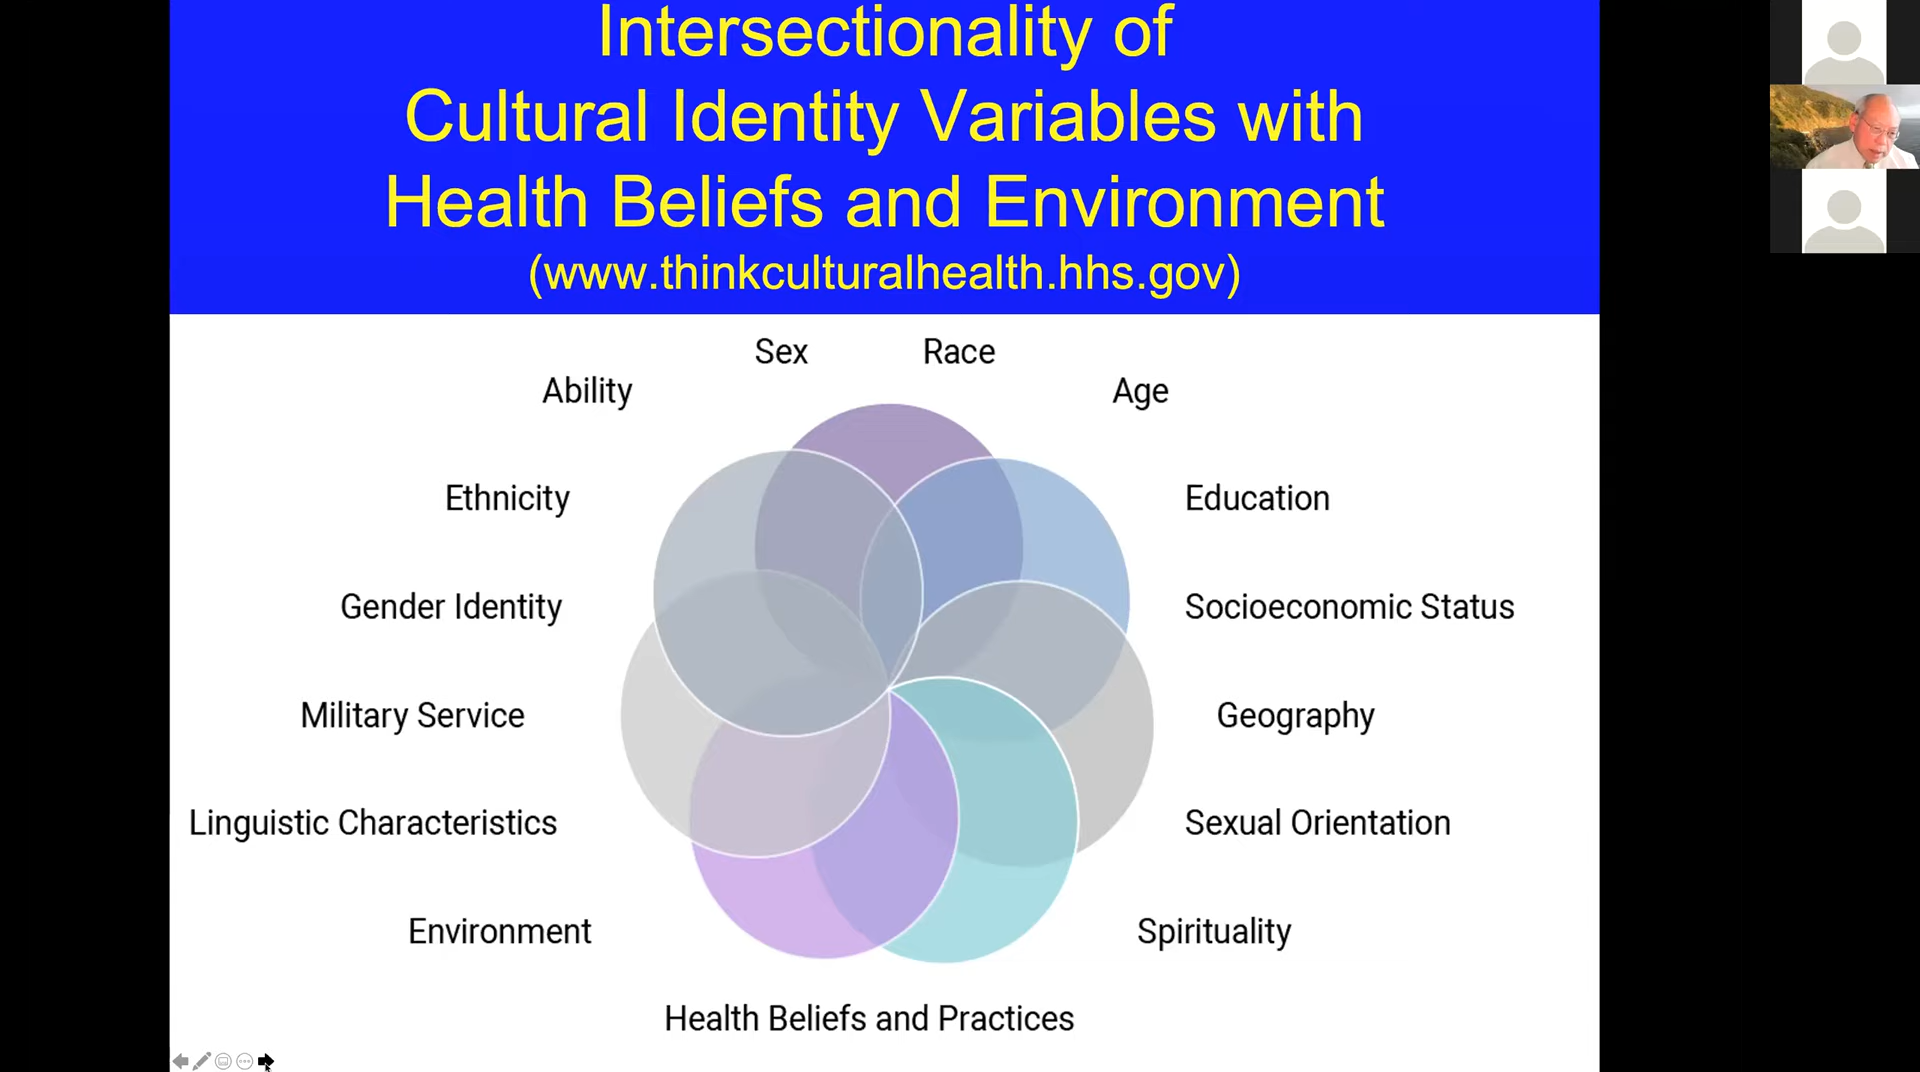 Intersectionality of
Cultural Identity Variables with
Health Beliefs and Environment
(www.thinkculturalhealth.hhs.gov)
Sex
Race
Ability
Age
Ethnicity
Education
Gender Identity
Socioeconomic Status
Military Service
Geography
Linguistic Characteristics
Sexual Orientation
Environment
Spirituality
Health Beliefs and Practices